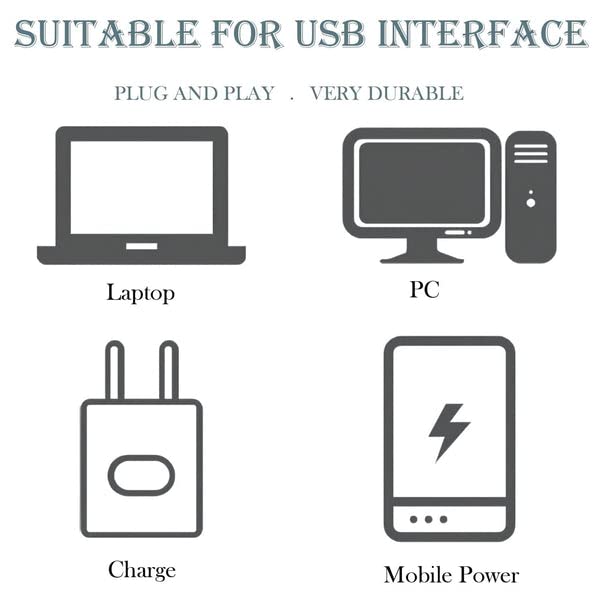 SUITABLE FOR USB INTERFACE
PLUG AND PLAY . VERY DURABLE
Laptop
PC
Charge
Mobile Power